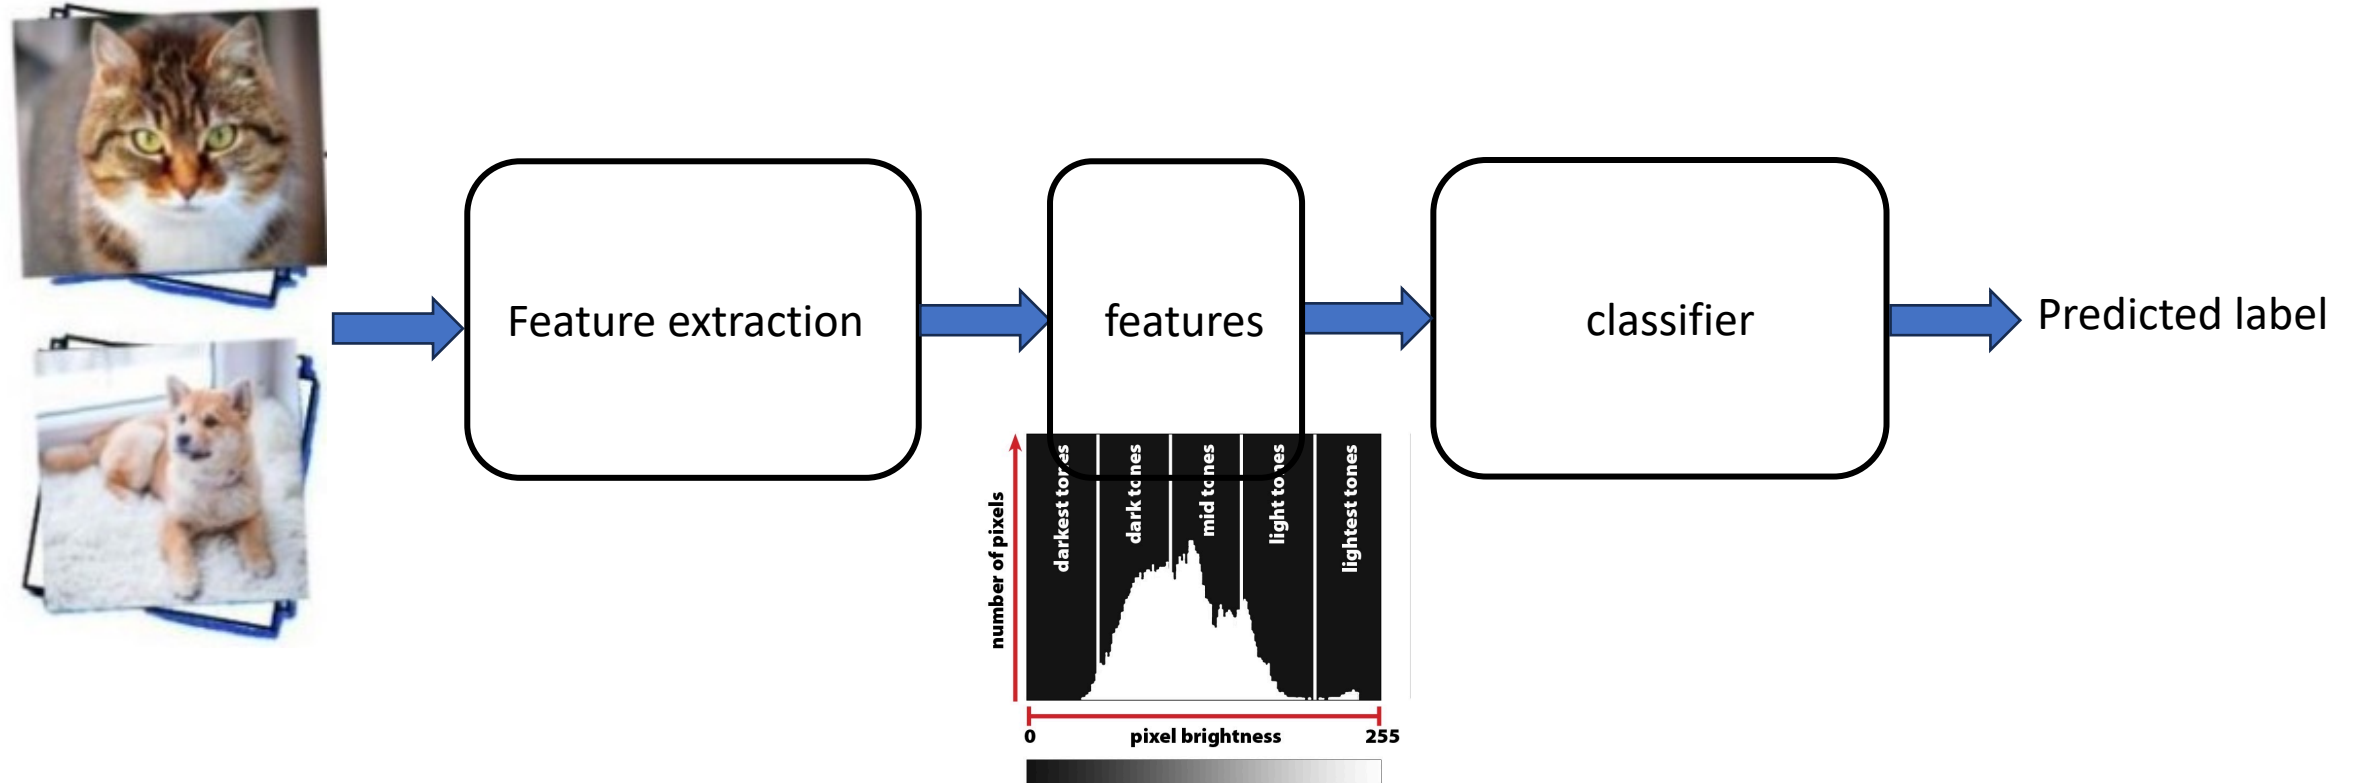 Feature extraction
features
classifier
Predicted label
number of pixels
darkest tones
dark tones
mid tones
light tones
lightest tones
0
pixel brightness
255